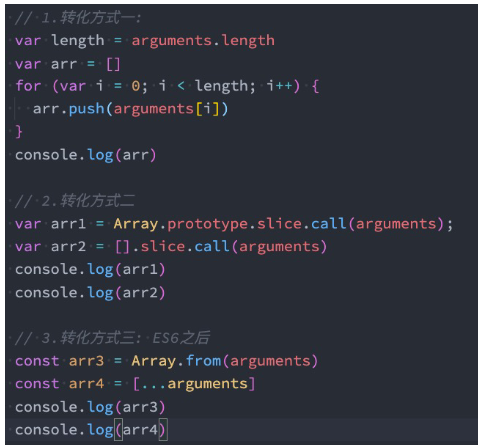 // 1.转化方式一:
var length = arguments.length
var arr = []
for (var i = 0; i < length; i++) {
  arr.push(arguments[i])
}
console.log(arr)

// 2.转化方式二
var arr1 = Array.prototype.slice.call(arguments);
var arr2 = [].slice.call(arguments)
console.log(arr1)
console.log(arr2)

// 3.转化方式三: ES6之后
const arr3 = Array.from(arguments)
const arr4 = [...arguments]
console.log(arr3)
console.log(arr4)